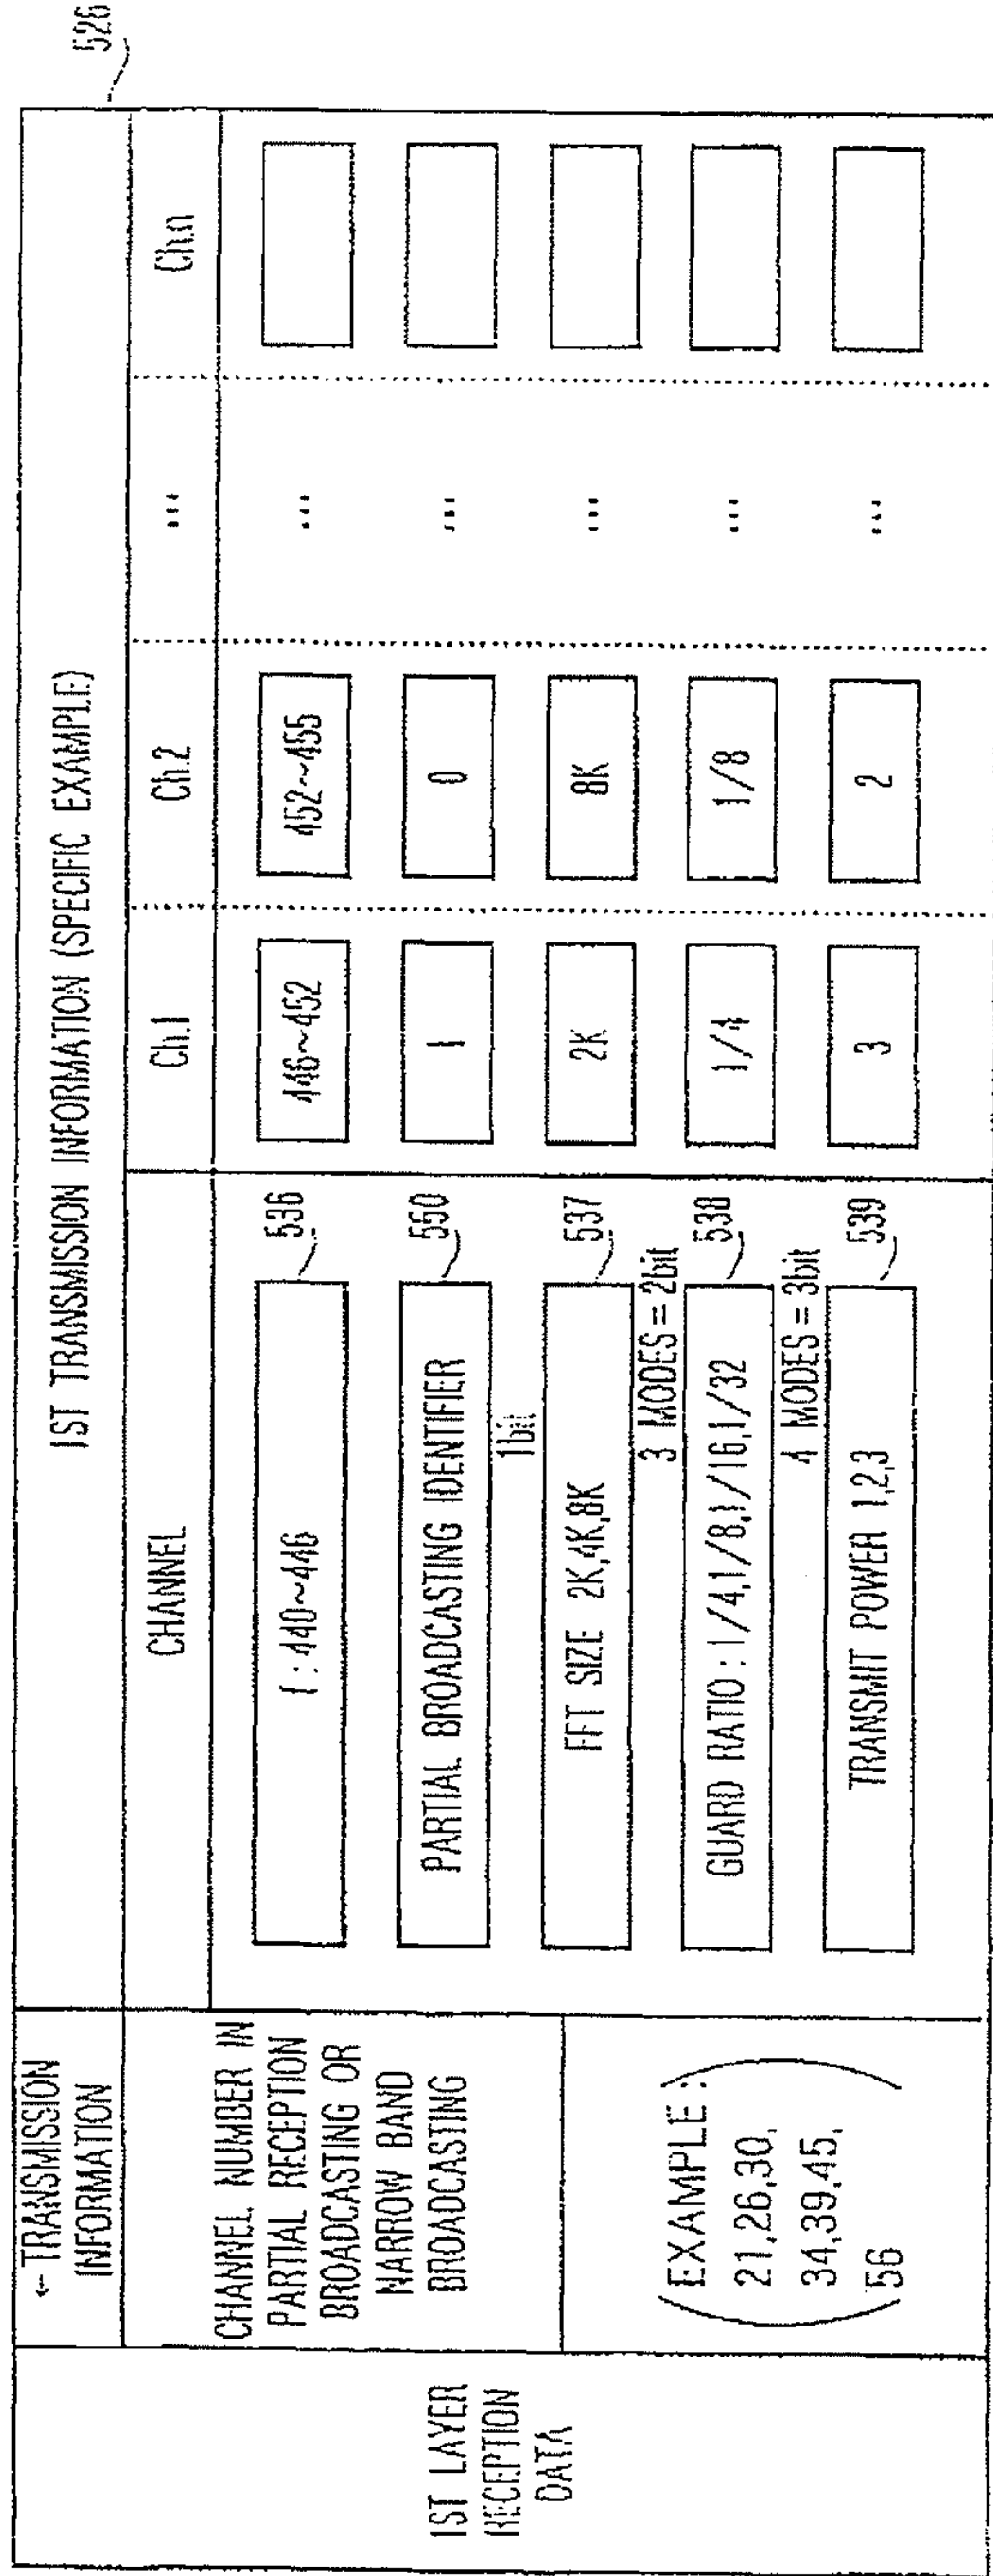 526
1ST TRANSMISSION INFORMATION (SPECIFIC EXAMPLE)
← TRANSMISSION
INFORMATION
CHANNEL
Ch.1
Ch.2
...
Ch.n
1ST LAYER
RECEPTION
DATA
CHANNEL NUMBER IN
PARTIAL RECEPTION
BROADCASTING OR
NARROW BAND
BROADCASTING
EXAMPLE:
21,26,30,
34,39,45,
56
536
f : 440~446
446~452
452~455
...
550
PARTIAL BROADCASTING IDENTIFIER
1
0
...
1bit
537
FFT SIZE 2K,4K,8K
2K
8K
...
3 MODES = 2bit
538
GUARD RATIO : 1/4,1/8,1/16,1/32
1/4
1/8
...
4 MODES = 3bit
539
TRANSMIT POWER 1,2,3
3
2
...